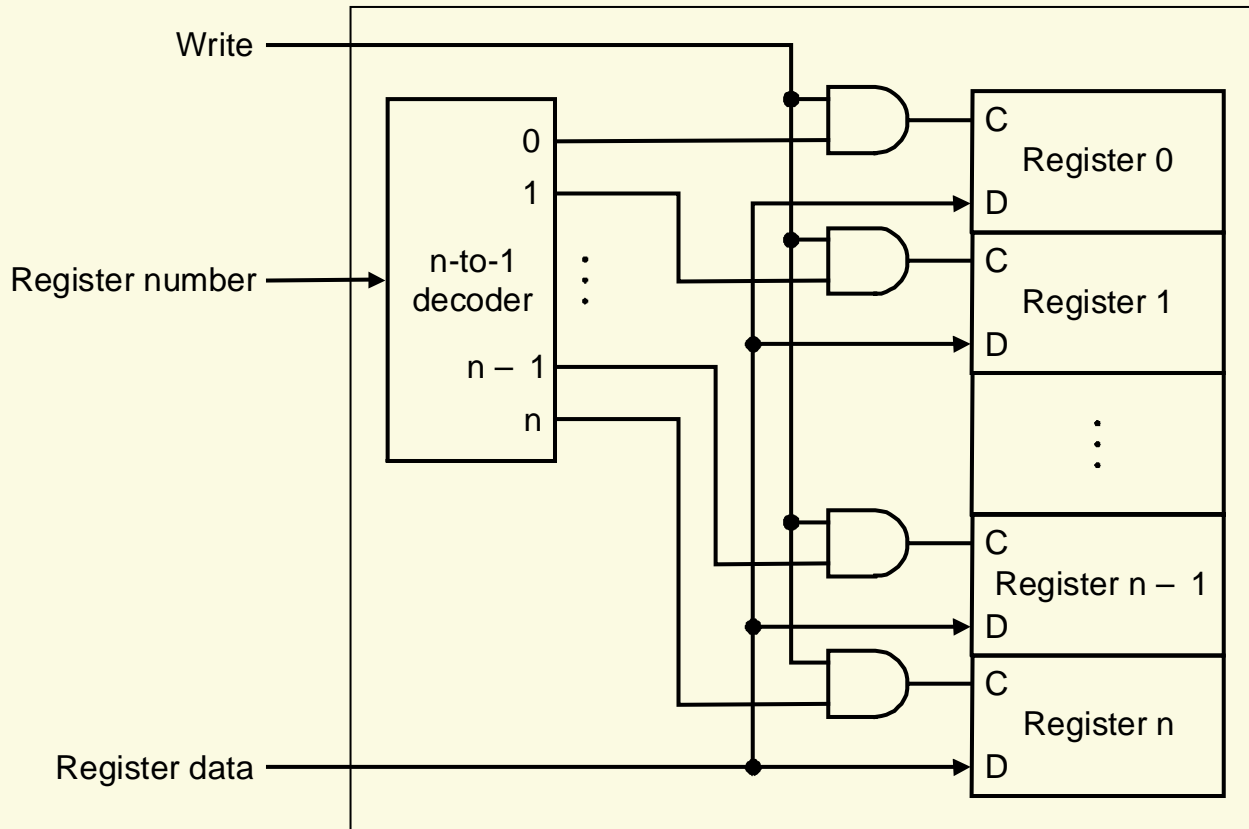 Write
0
1
n-to-1
decoder
n – 1
n
Register number
Register data
C
Register 0
D
C
Register 1
D
C
Register n – 1
D
C
Register n
D